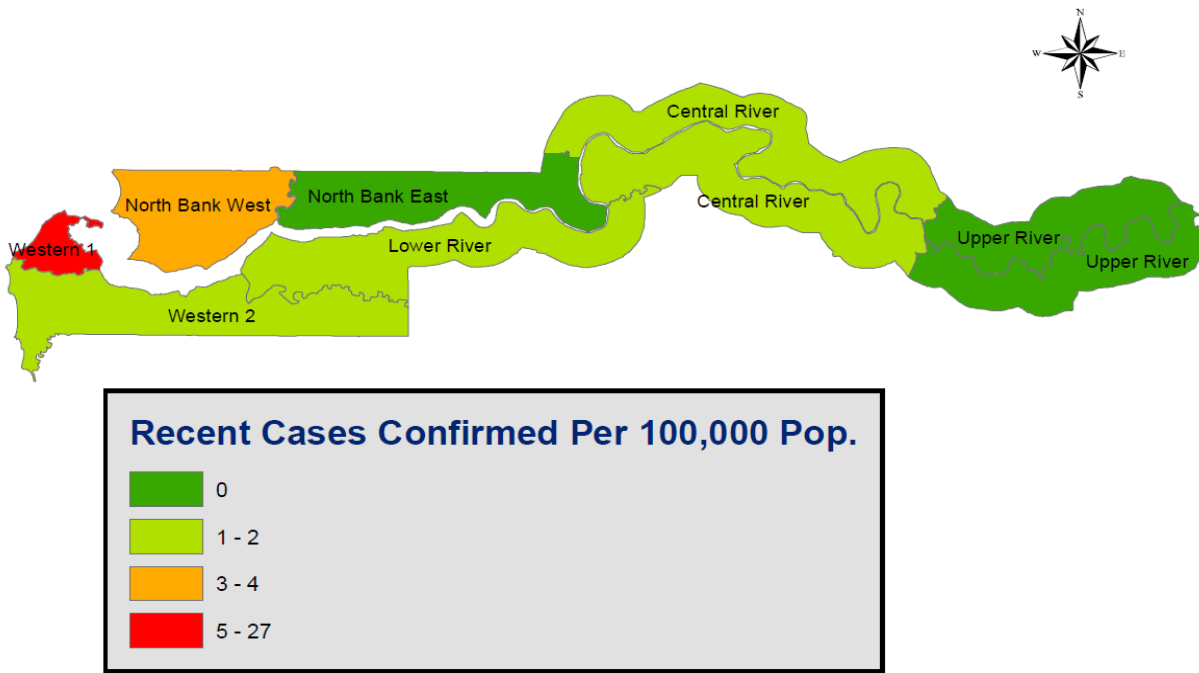 N
W E
S
Central River
North Bank West
North Bank East
Central River
Western 1
Lower River
Upper River
Upper River
Western 2
Recent Cases Confirmed Per 100,000 Pop.
0
1 - 2
3 - 4
5 - 27